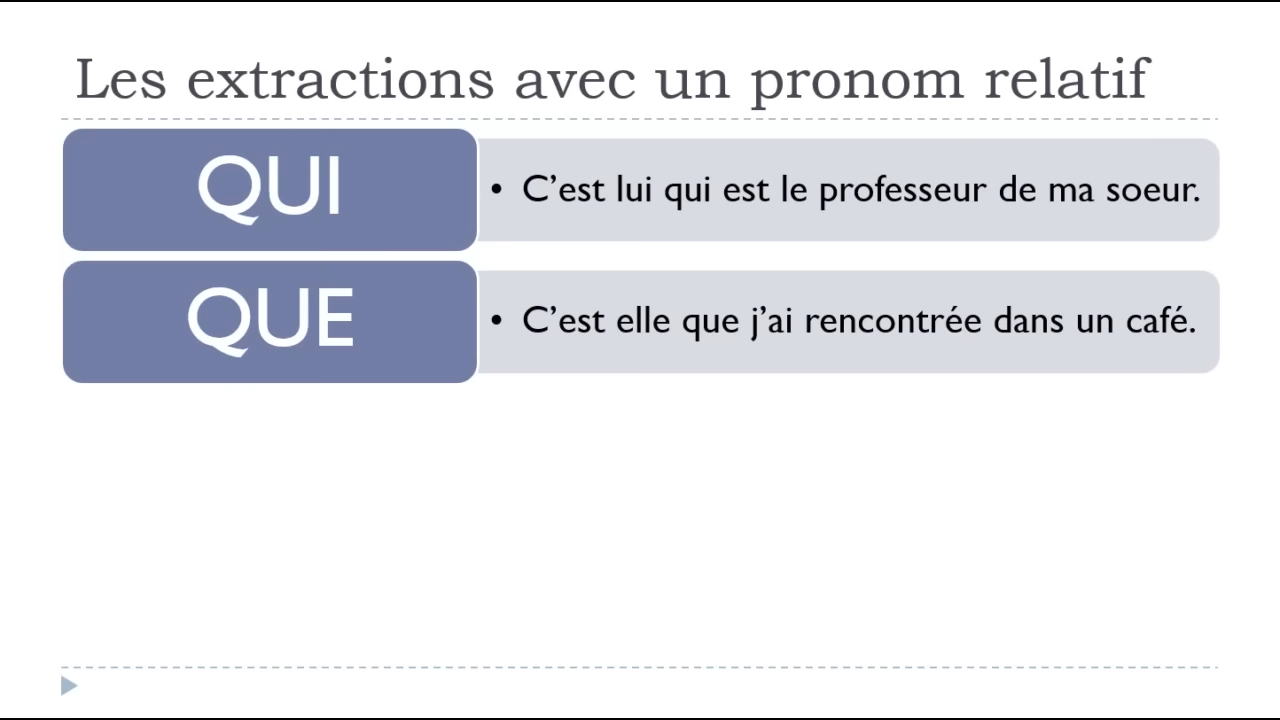 Les extractions avec un pronom relatif
QUI
• C’est lui qui est le professeur de ma soeur.
QUE
• C’est elle que j’ai rencontrée dans un café.